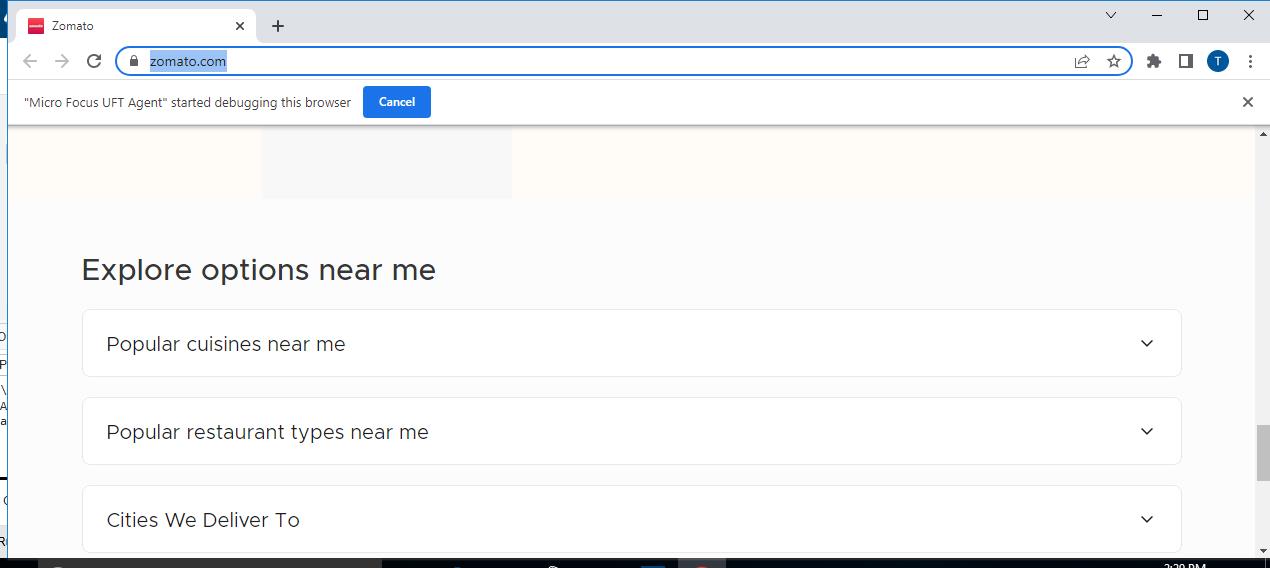 Zomato
zomato.com
T
"Micro Focus UFT Agent" started debugging this browser
Cancel
Explore options near me
Popular cuisines near me
Popular restaurant types near me
Cities We Deliver To